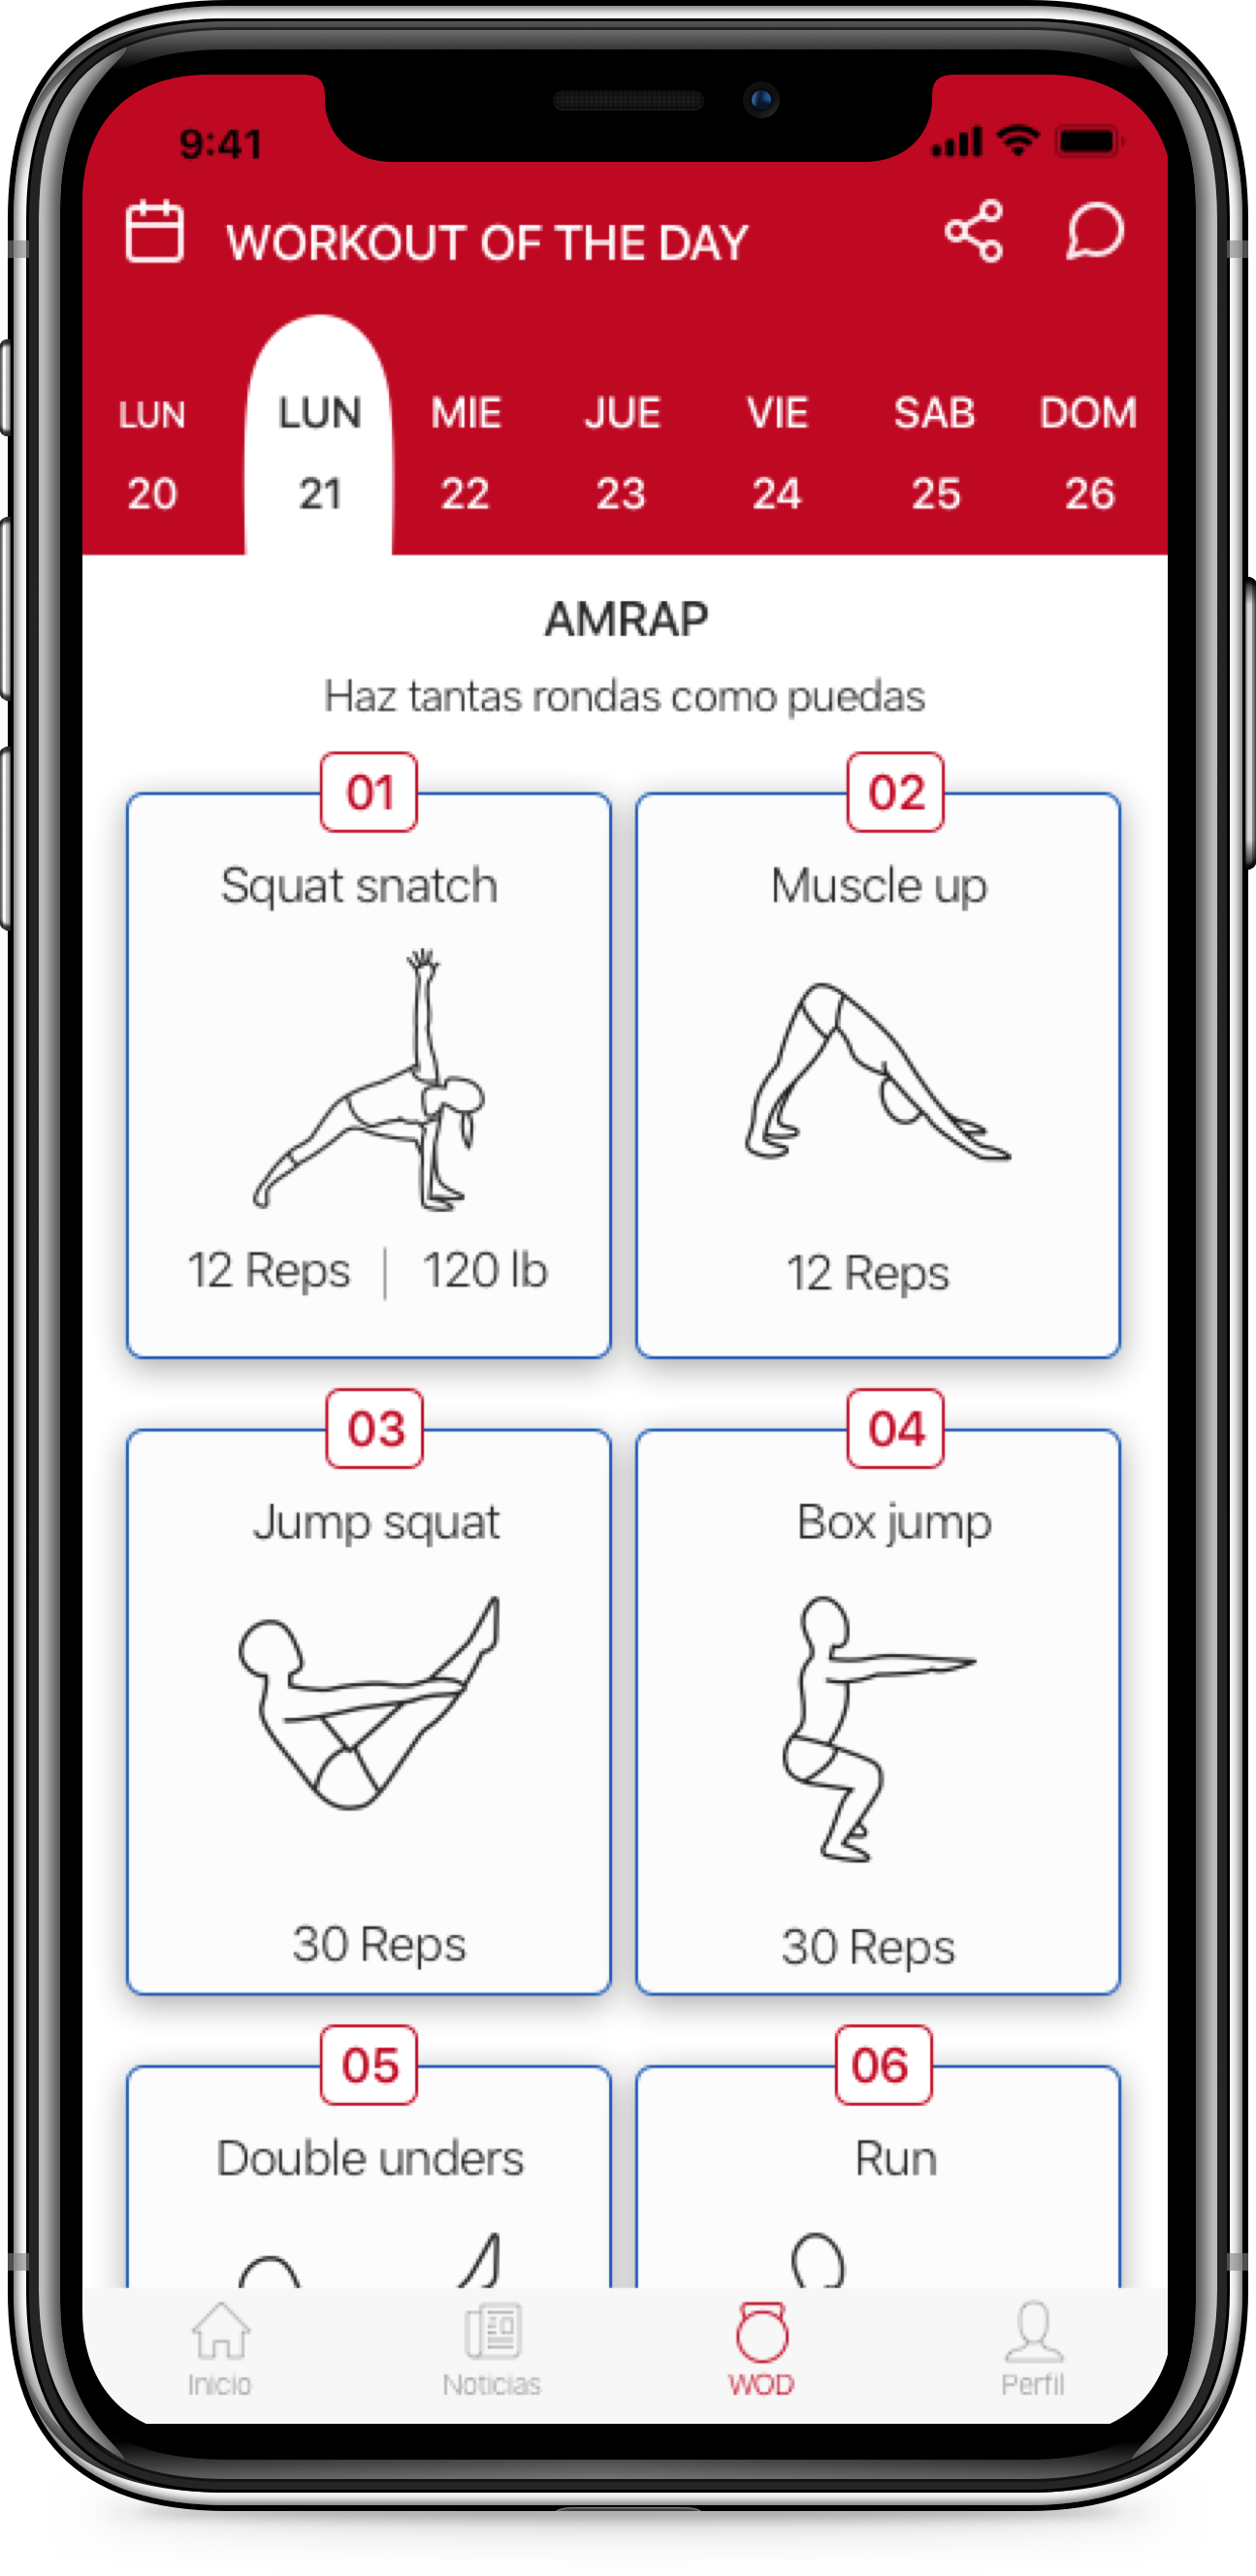 9:41
WORKOUT OF THE DAY
LUN LUN MIE JUE VIE SAB DOM
20 21 22 23 24 25 26
AMRAP
Haz tantas rondas como puedas
01 02
Squat snatch Muscle up
12 Reps | 120 lb 12 Reps
03 04
Jump squat Box jump
30 Reps 30 Reps
05 06
Double unders Run
Inicio Noticias WOD Perfil